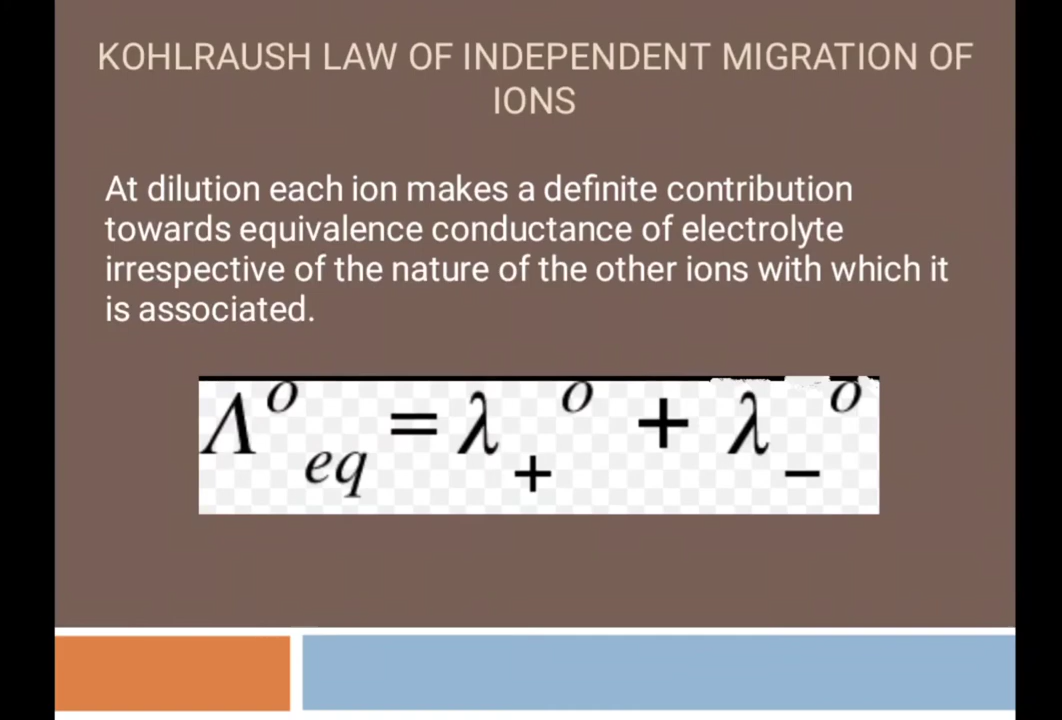 KOHLRAUSH LAW OF INDEPENDENT MIGRATION OF
IONS
At dilution each ion makes a definite contribution
towards equivalence conductance of electrolyte
irrespective of the nature of the other ions with which it
is associated.
Λ°eq = λ+° + λ−°